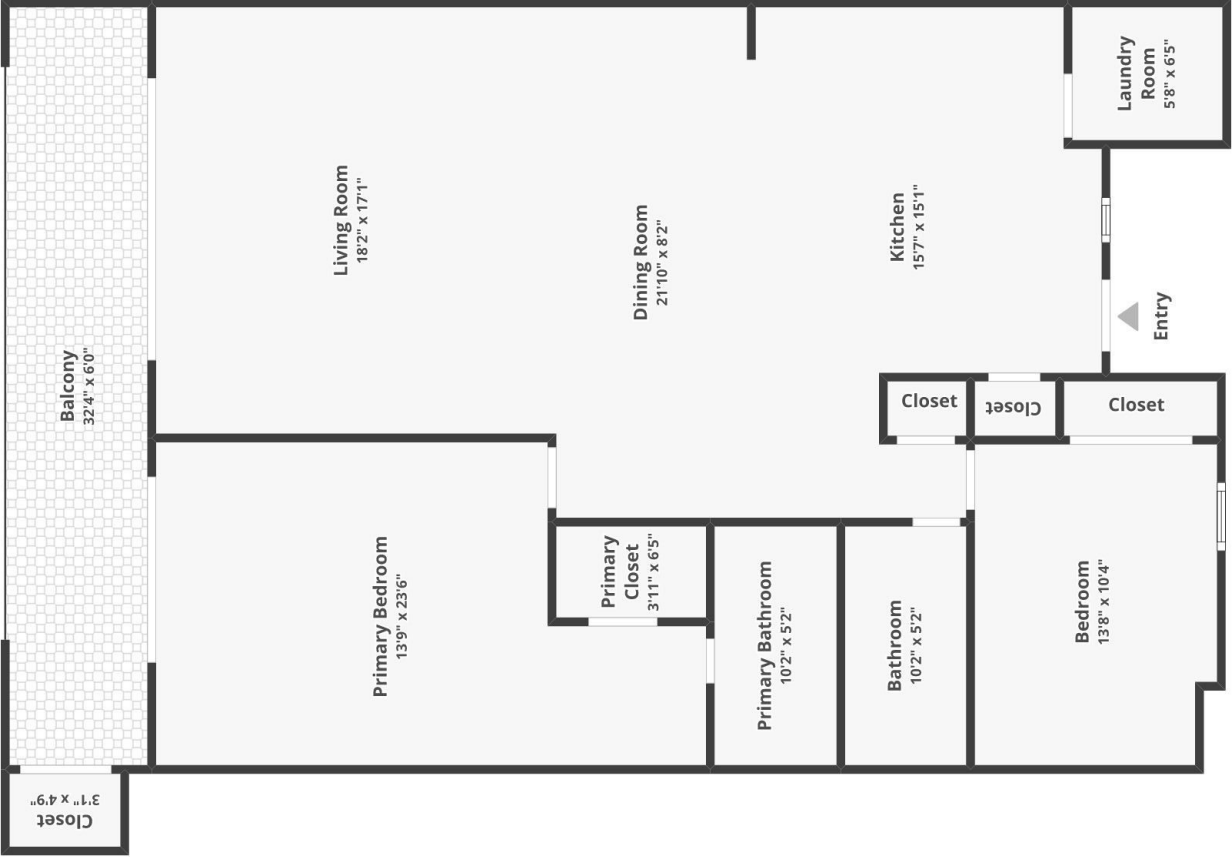 Laundry
Room
5'8" x 6'5"
Living Room
18'2" x 17'1"
Dining Room
21'10" x 8'2"
Kitchen
15'7" x 15'1"
Entry
Balcony
32'4" x 6'0"
Closet
Closet
Closet
Primary Bedroom
13'9" x 23'6"
Primary
Closet
3'11" x 6'5"
Primary Bathroom
10'2" x 5'2"
Bathroom
10'2" x 5'2"
Bedroom
13'8" x 10'4"
Closet
3'1" x 4'9"